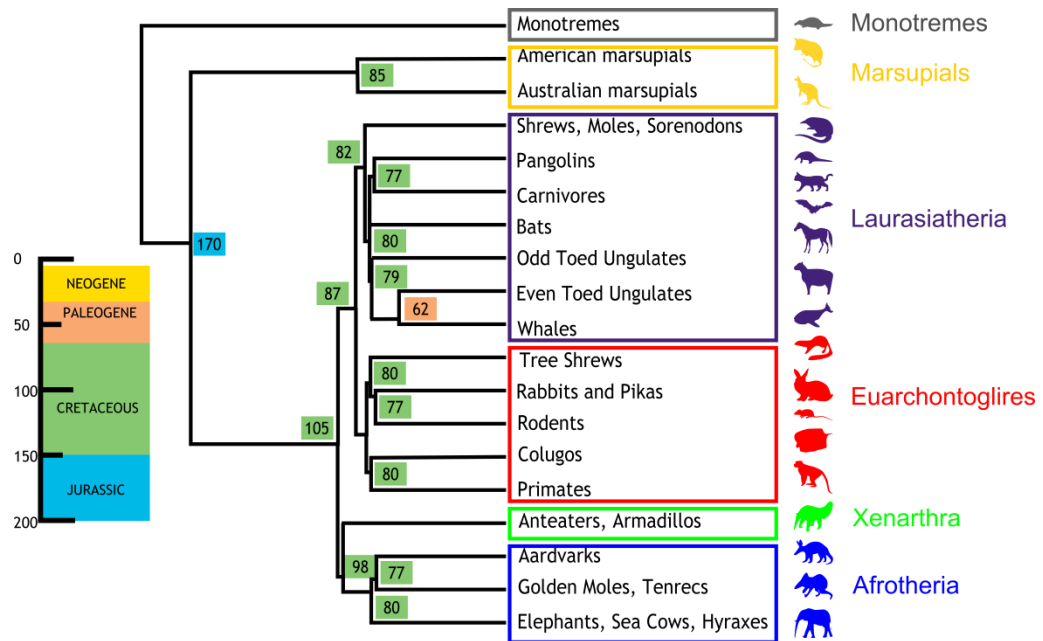 Monotremes
Monotremes
American marsupials
Marsupials
85
Australian marsupials
Shrews, Moles, Sorenodons
82
Pangolins
77
Carnivores
Laurasiatheria
Bats
170
80
0
Odd Toed Ungulates
NEOGENE
79
87
Even Toed Ungulates
PALEOGENE
62
50
Whales
Tree Shrews
80
100
Rabbits and Pikas
Euarchontoglires
CRETACEOUS
77
105
Rodents
150
Colugos
80
JURASSIC
Primates
200
Anteaters, Armadillos
Xenarthra
Aardvarks
98
77
Afrotheria
Golden Moles, Tenrecs
80
Elephants, Sea Cows, Hyraxes